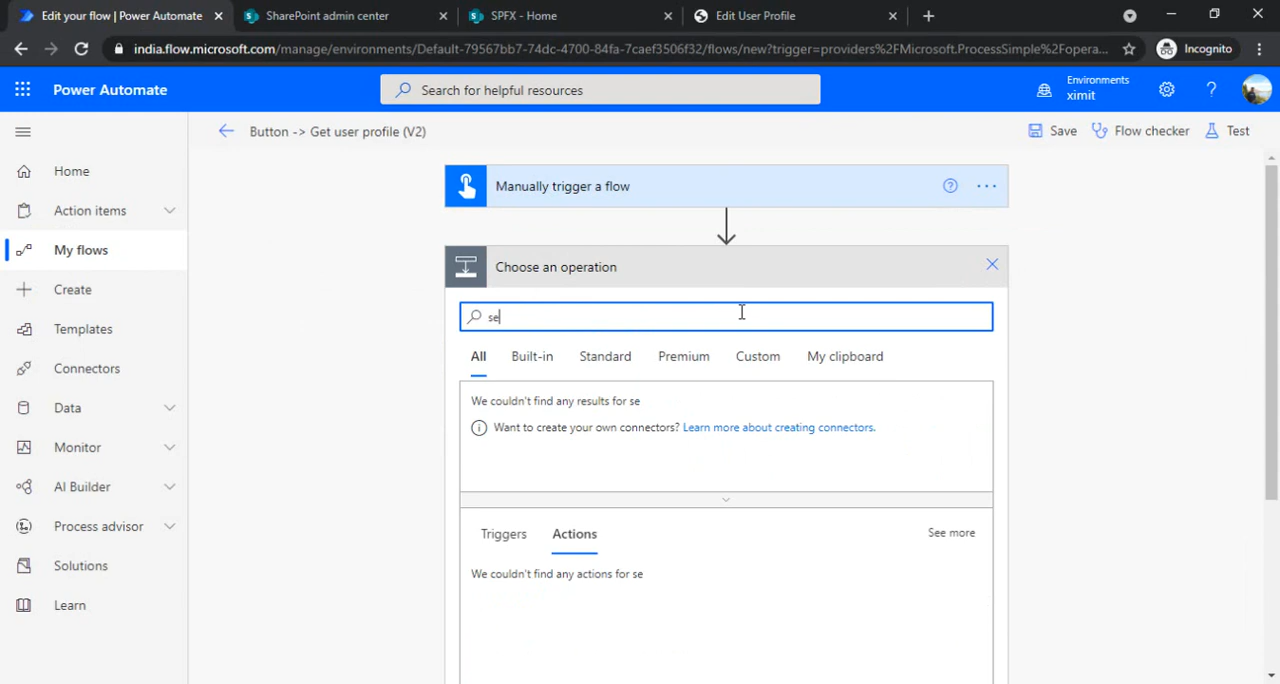 Edit your flow | Power Automate
SharePoint admin center
SPFX - Home
Edit User Profile
india.flow.microsoft.com/manage/environments/Default-79567bb7-74dc-4700-84fa-7caef3506f32/flows/new?trigger=providers%2FMicrosoft.ProcessSimple%2Fopera...
Incognito
Power Automate
Search for helpful resources
Environments
ximit
Button -> Get user profile (V2)
Save
Flow checker
Test
Home
Action items
My flows
Create
Templates
Connectors
Data
Monitor
AI Builder
Process advisor
Solutions
Learn
Manually trigger a flow
Choose an operation
se
All Built-in Standard Premium Custom My clipboard
We couldn't find any results for se
Want to create your own connectors? Learn more about creating connectors.
Triggers Actions See more
We couldn't find any actions for se